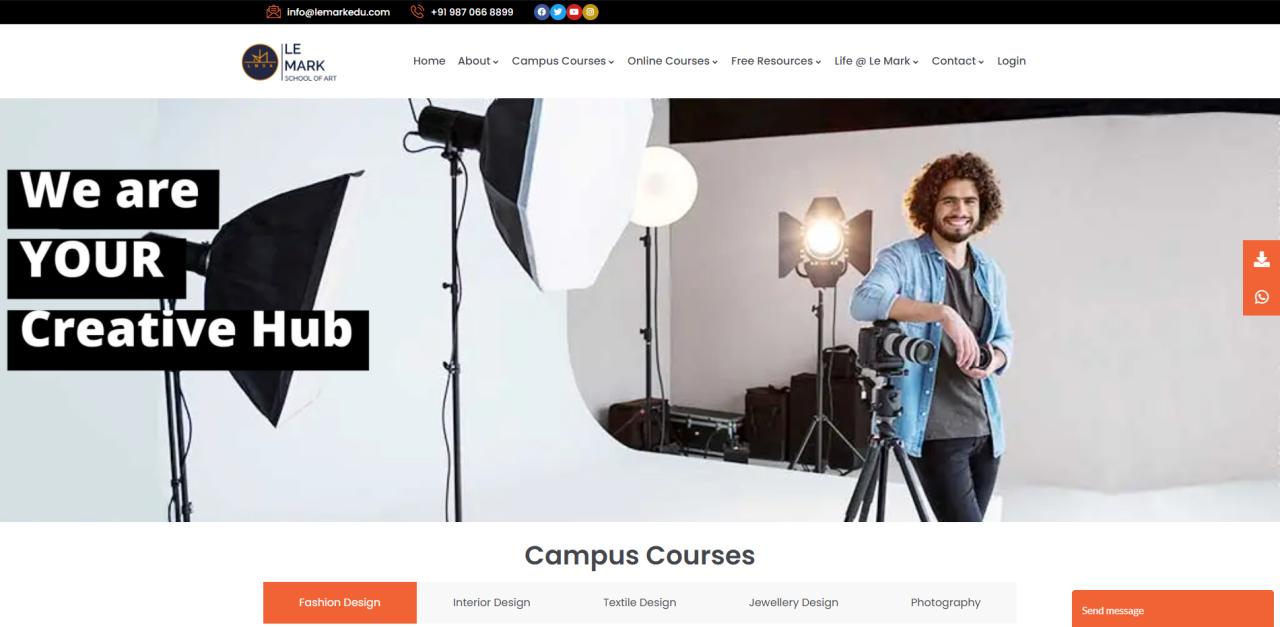 info@lemarkedu.com +91 987 066 8899
LE
MARK
SCHOOL OF ART
LMSA
Home About Campus Courses Online Courses Free Resources Life @ Le Mark Contact Login
We are
YOUR
Creative Hub
Campus Courses
Fashion Design Interior Design Textile Design Jewellery Design Photography
Send message